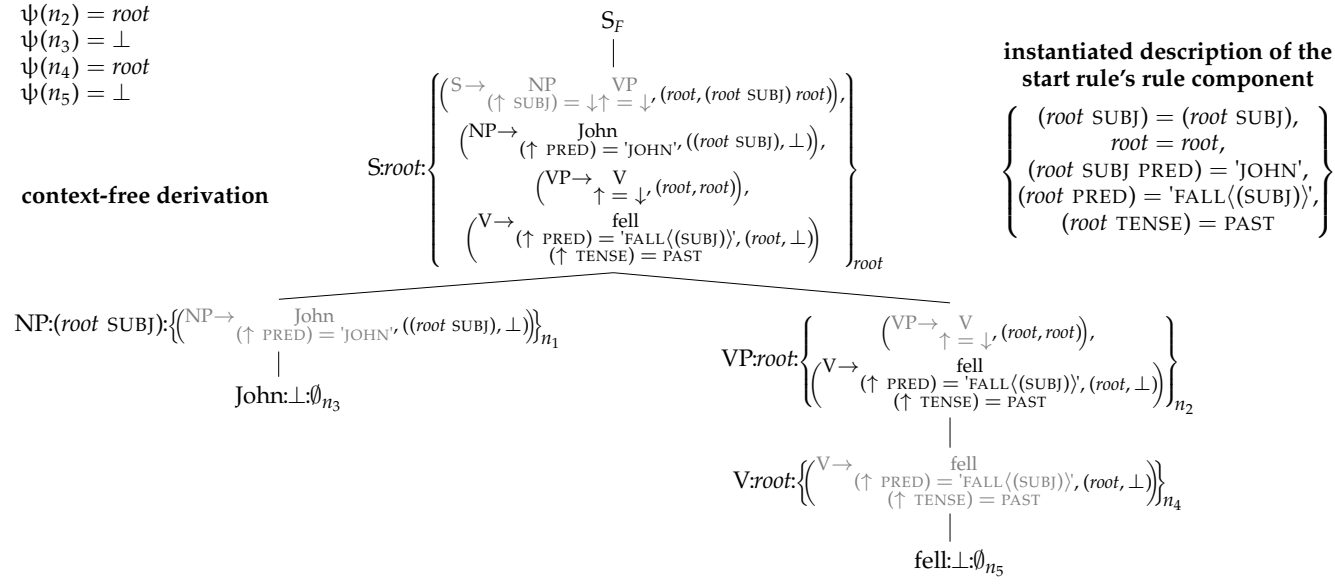 ψ(n₂) = root
ψ(n₃) = ⊥
ψ(n₄) = root
ψ(n₅) = ⊥
S_F
instantiated description of the
start rule's rule component
context-free derivation
S:root:{(S → NP VP
(↑ SUBJ) = ↓ ↑ = ↓, (root, (root SUBJ) root)),
(NP → John
(↑ PRED) = 'JOHN', ((root SUBJ), ⊥)),
(VP → V
↑ = ↓, (root, root)),
(V → fell
(↑ PRED) = 'FALL⟨(SUBJ)⟩', (root, ⊥))
(↑ TENSE) = PAST}root
{(root SUBJ) = (root SUBJ),
root = root,
(root SUBJ PRED) = 'JOHN',
(root PRED) = 'FALL⟨(SUBJ)⟩',
(root TENSE) = PAST}
NP:(root SUBJ):{(NP → John
(↑ PRED) = 'JOHN', ((root SUBJ), ⊥))}n₁
John:⊥:∅n₃
VP:root:{(VP → V
↑ = ↓, (root, root)),
(V → fell
(↑ PRED) = 'FALL⟨(SUBJ)⟩', (root, ⊥))
(↑ TENSE) = PAST}n₂
V:root:{(V → fell
(↑ PRED) = 'FALL⟨(SUBJ)⟩', (root, ⊥))
(↑ TENSE) = PAST}n₄
fell:⊥:∅n₅